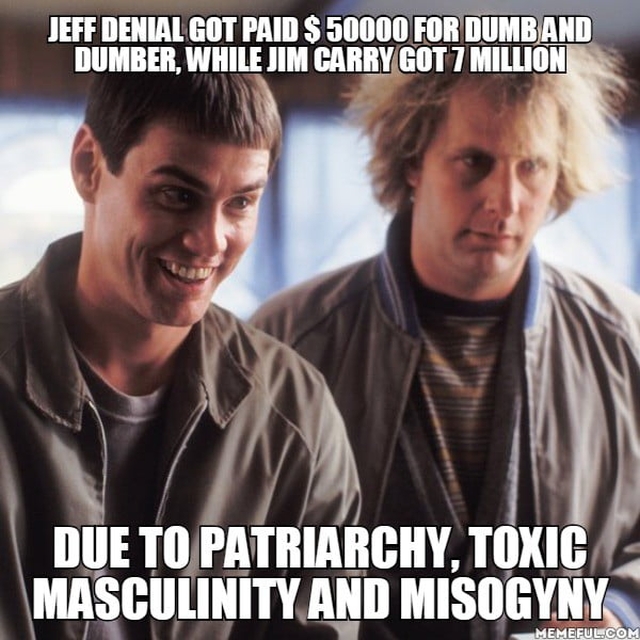 JEFF DENIAL GOT PAID $ 50000 FOR DUMB AND
DUMBER, WHILE JIM CARRY GOT 7 MILLION
DUE TO PATRIARCHY, TOXIC
MASCULINITY AND MISOGYNY
MEMEFUL.COM